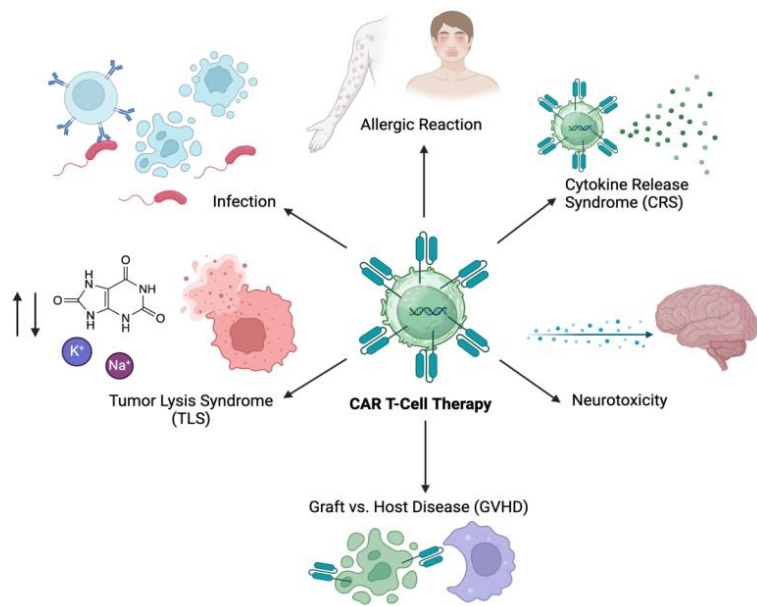 Allergic Reaction
Cytokine Release
Syndrome (CRS)
Infection
O
H
N
O
NH
O
N
H
N
H
O
K+
Na+
Tumor Lysis Syndrome
(TLS)
CAR T-Cell Therapy
Neurotoxicity
Graft vs. Host Disease (GVHD)